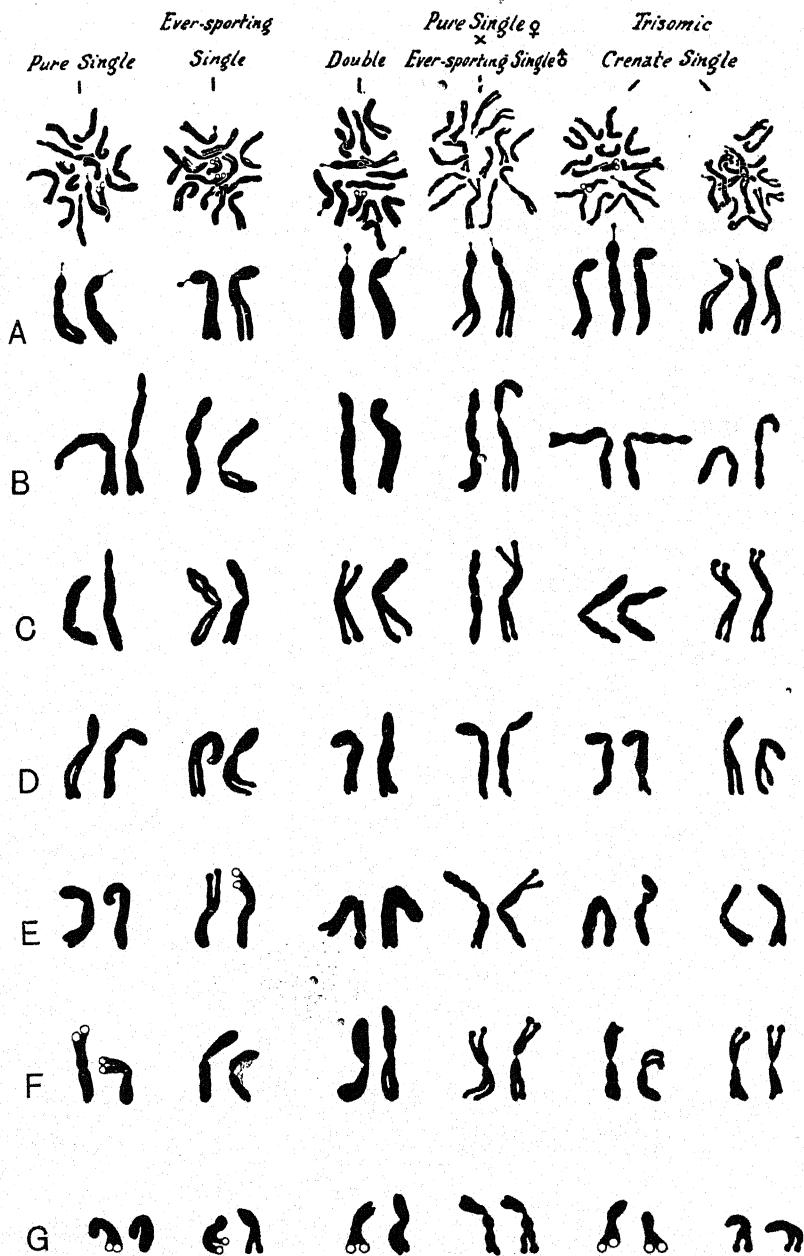 Ever-sporting
Pure Single ♀
Trisomic
Pure Single
Single
Double
×
Ever-sporting Single ♂
Crenate Single
A
B
C
D
E
F
G